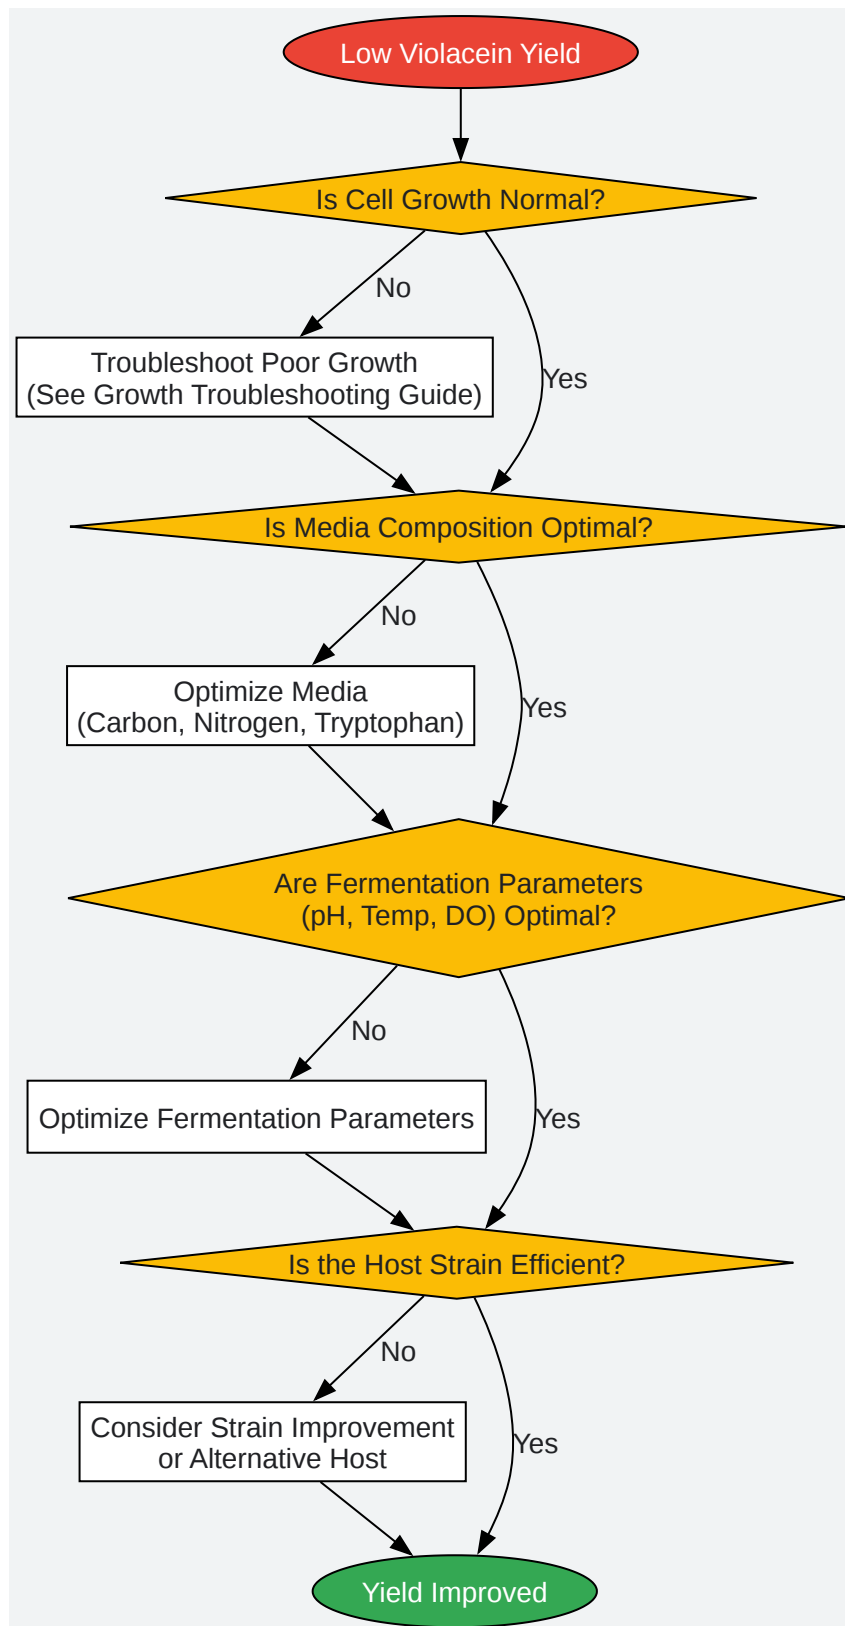 Low Violacein Yield
Is Cell Growth Normal?
No
Troubleshoot Poor Growth
(See Growth Troubleshooting Guide)
Yes
Is Media Composition Optimal?
No
Optimize Media
(Carbon, Nitrogen, Tryptophan)
Yes
Are Fermentation Parameters
(pH, Temp, DO) Optimal?
No
Optimize Fermentation Parameters
Yes
Is the Host Strain Efficient?
No
Consider Strain Improvement
or Alternative Host
Yes
Yield Improved